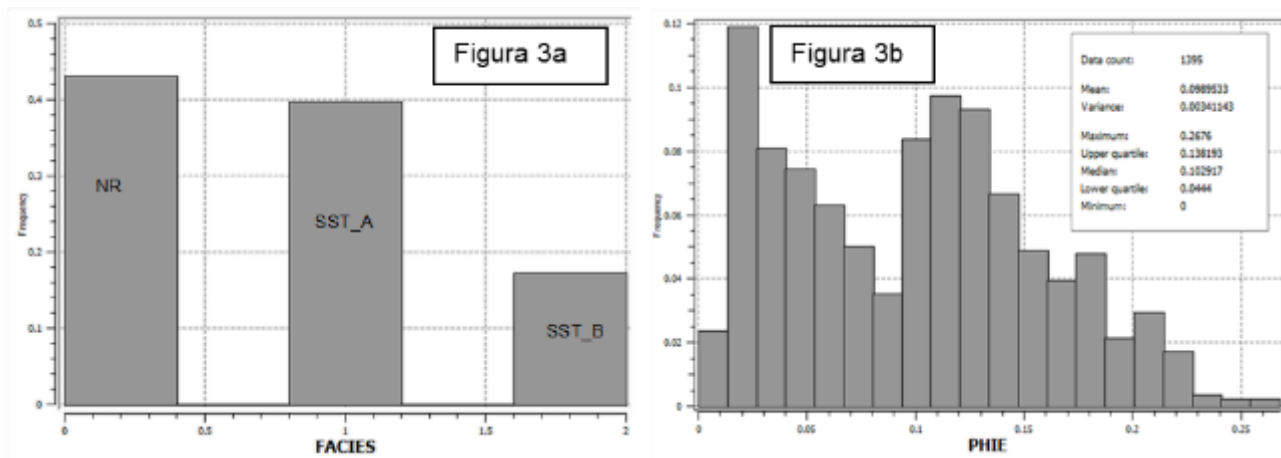 Figura 3a
0.5
0.4
0.3
0.2
0.1
0
Frequency
NR
SST_A
SST_B
0
0.5
1
1.5
2
FACIES
Figura 3b
0.12
0.1
0.08
0.06
0.04
0.02
0
Frequency
Data count: 1395
Mean: 0.0989533
Variance: 0.00341143
Maximum: 0.2676
Upper quartile: 0.138193
Median: 0.102917
Lower quartile: 0.0444
Minimum: 0
0
0.05
0.1
0.15
0.2
0.25
PHIE